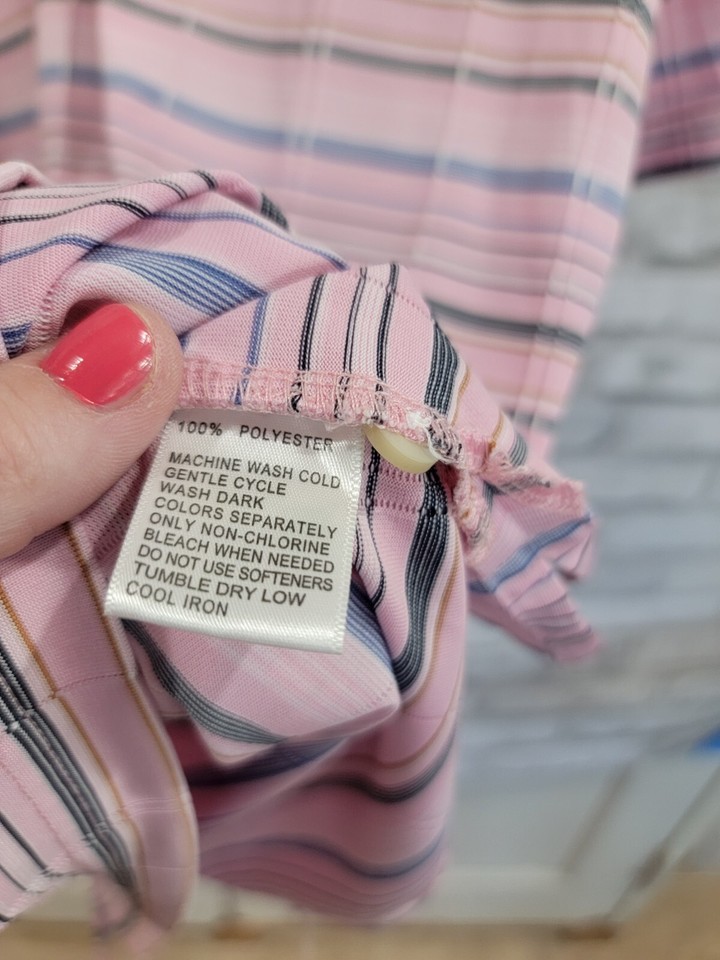 100% POLYESTER
MACHINE WASH COLD
GENTLE CYCLE
WASH DARK
COLORS SEPARATELY
ONLY NON-CHLORINE
BLEACH WHEN NEEDED
DO NOT USE SOFTENERS
TUMBLE DRY LOW
COOL IRON